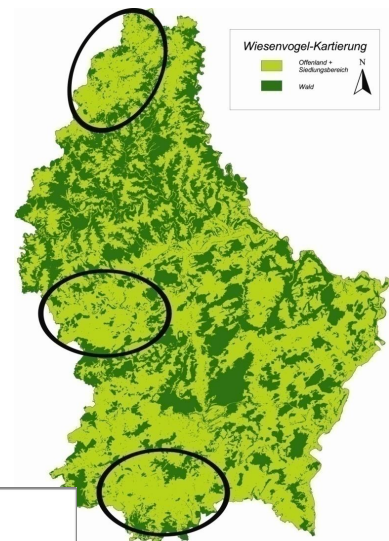 Wiesenvogel-Kartierung
Offenland +
Siedlungsbereich
N
Wald